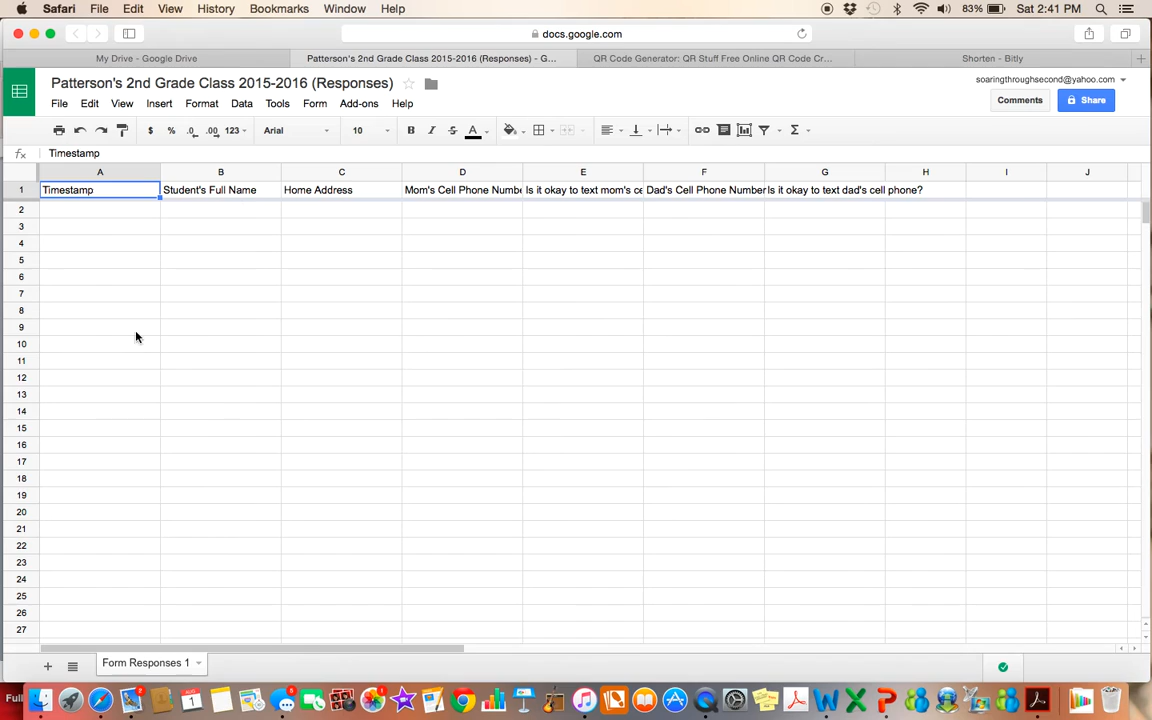 Safari File Edit View History Bookmarks Window Help 83% Sat 2:41 PM
docs.google.com
My Drive - Google Drive Patterson's 2nd Grade Class 2015-2016 (Responses) - G... QR Code Generator: QR Stuff Free Online QR Code Cr... Shorten - Bitly
Patterson's 2nd Grade Class 2015-2016 (Responses) soaringthroughsecond@yahoo.com
File Edit View Insert Format Data Tools Form Add-ons Help Comments Share
$ % .0 .00 123 Arial 10 B I S A Σ
fx Timestamp
A B C D E F G H I J
1 Timestamp Student's Full Name Home Address Mom's Cell Phone Numbe Is it okay to text mom's ce Dad's Cell Phone Number Is it okay to text dad's cell phone?
2
3
4
5
6
7
8
9
10
11
12
13
14
15
16
17
18
19
20
21
22
23
24
25
26
27
Form Responses 1
Full